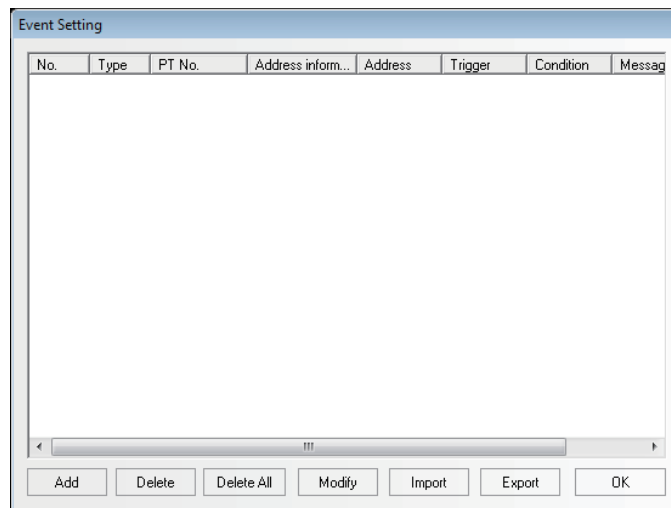 Event Setting
No. Type PT No. Address inform... Address Trigger Condition Messag
Add Delete Delete All Modify Import Export OK